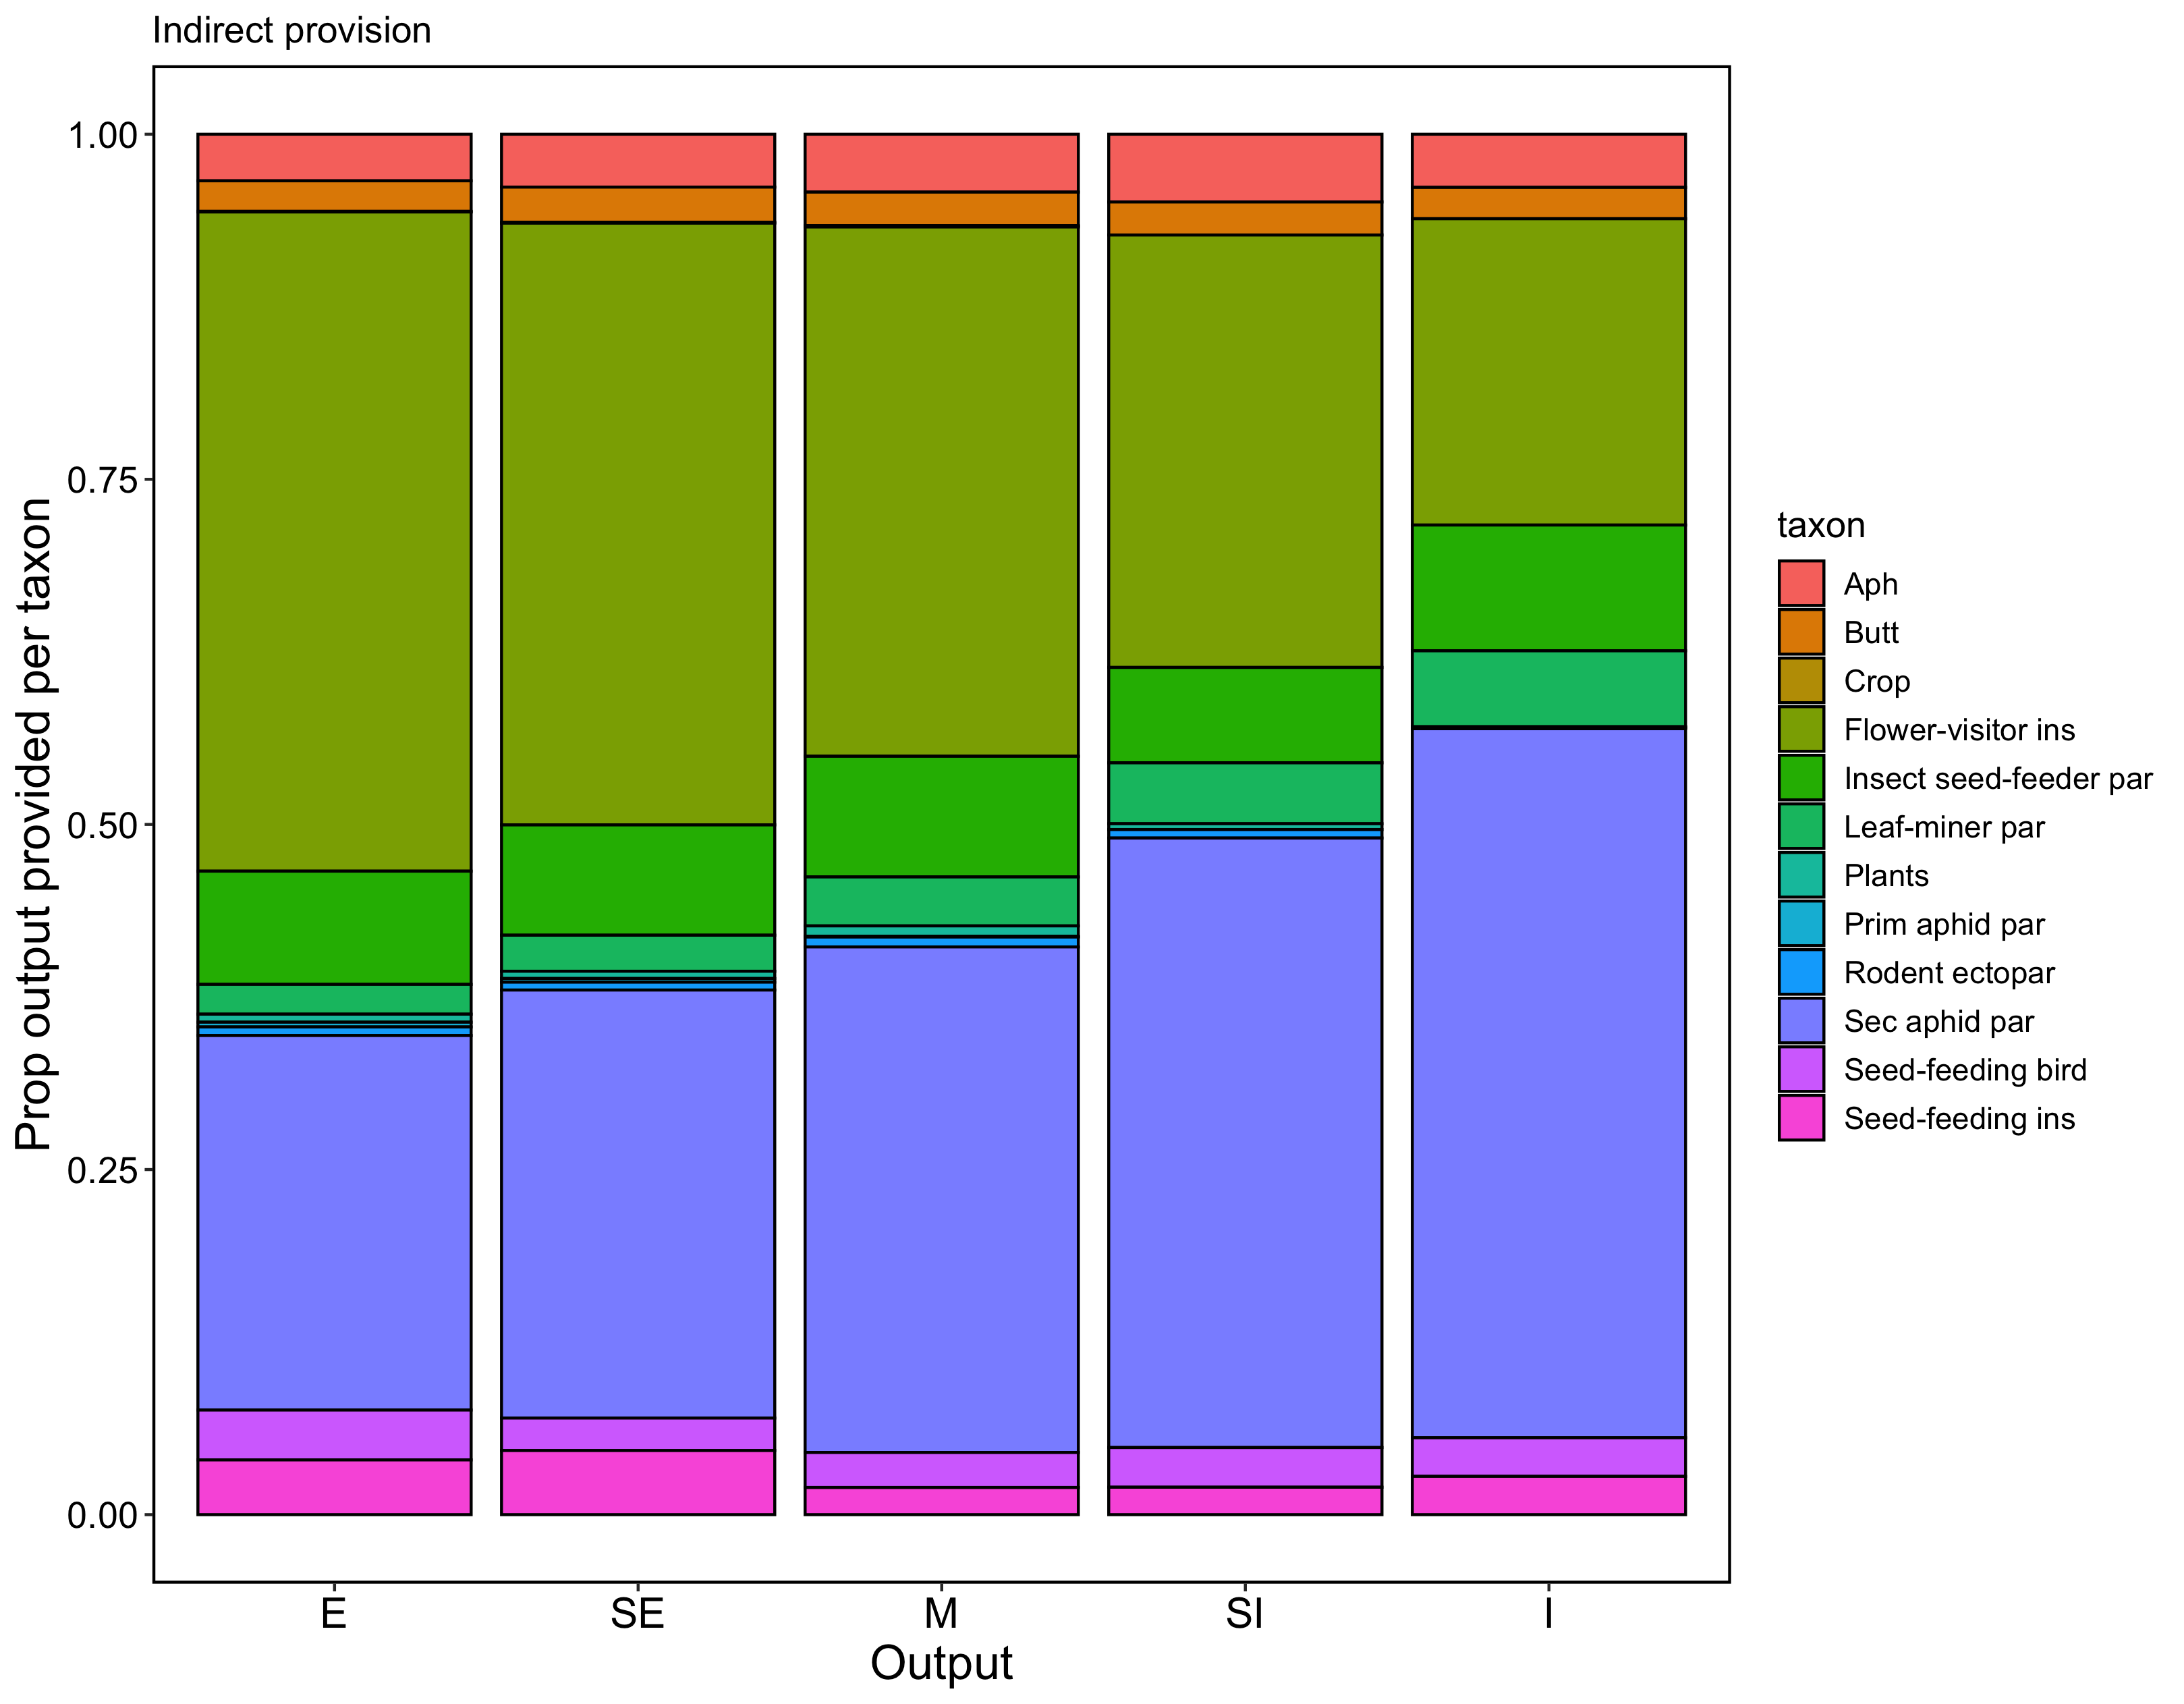 Indirect provision
Prop output provided per taxon
1.00
0.75
0.50
0.25
0.00
E SE M SI I
Output
taxon
Aph
Butt
Crop
Flower-visitor ins
Insect seed-feeder par
Leaf-miner par
Plants
Prim aphid par
Rodent ectopar
Sec aphid par
Seed-feeding bird
Seed-feeding ins